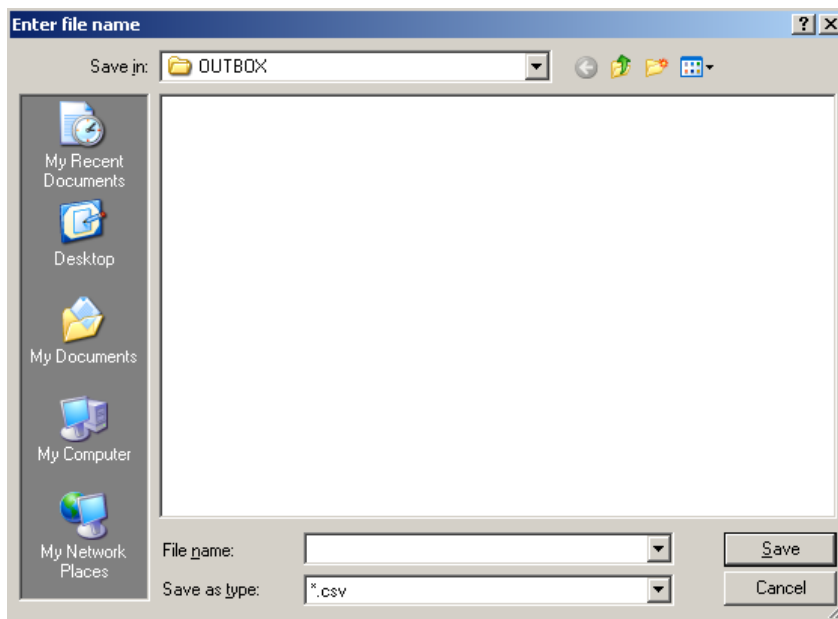 Enter file name
Save in:
OUTBOX
My Recent
Documents
Desktop
My Documents
My Computer
My Network
Places
File name:
Save
Save as type:
*.csv
Cancel